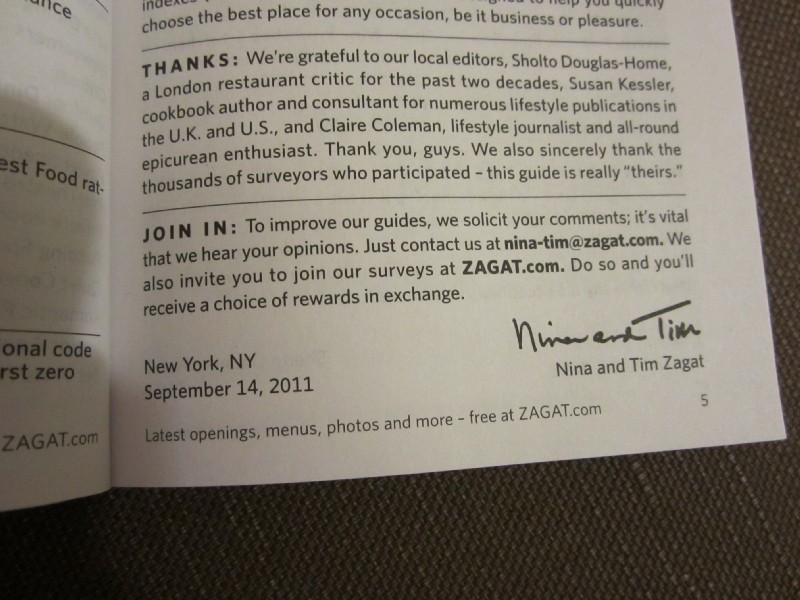 ance
est Food rat-
onal code
rst zero
ZAGAT.com
to help you quickly
choose the best place for any occasion, be it business or pleasure.
THANKS: We're grateful to our local editors, Sholto Douglas-Home,
a London restaurant critic for the past two decades, Susan Kessler,
cookbook author and consultant for numerous lifestyle publications in
the U.K. and U.S., and Claire Coleman, lifestyle journalist and all-round
epicurean enthusiast. Thank you, guys. We also sincerely thank the
thousands of surveyors who participated – this guide is really "theirs."
JOIN IN: To improve our guides, we solicit your comments; it's vital
that we hear your opinions. Just contact us at nina-tim@zagat.com. We
also invite you to join our surveys at ZAGAT.com. Do so and you'll
receive a choice of rewards in exchange.
Nina and Tim
New York, NY
Nina and Tim Zagat
September 14, 2011
5
Latest openings, menus, photos and more – free at ZAGAT.com